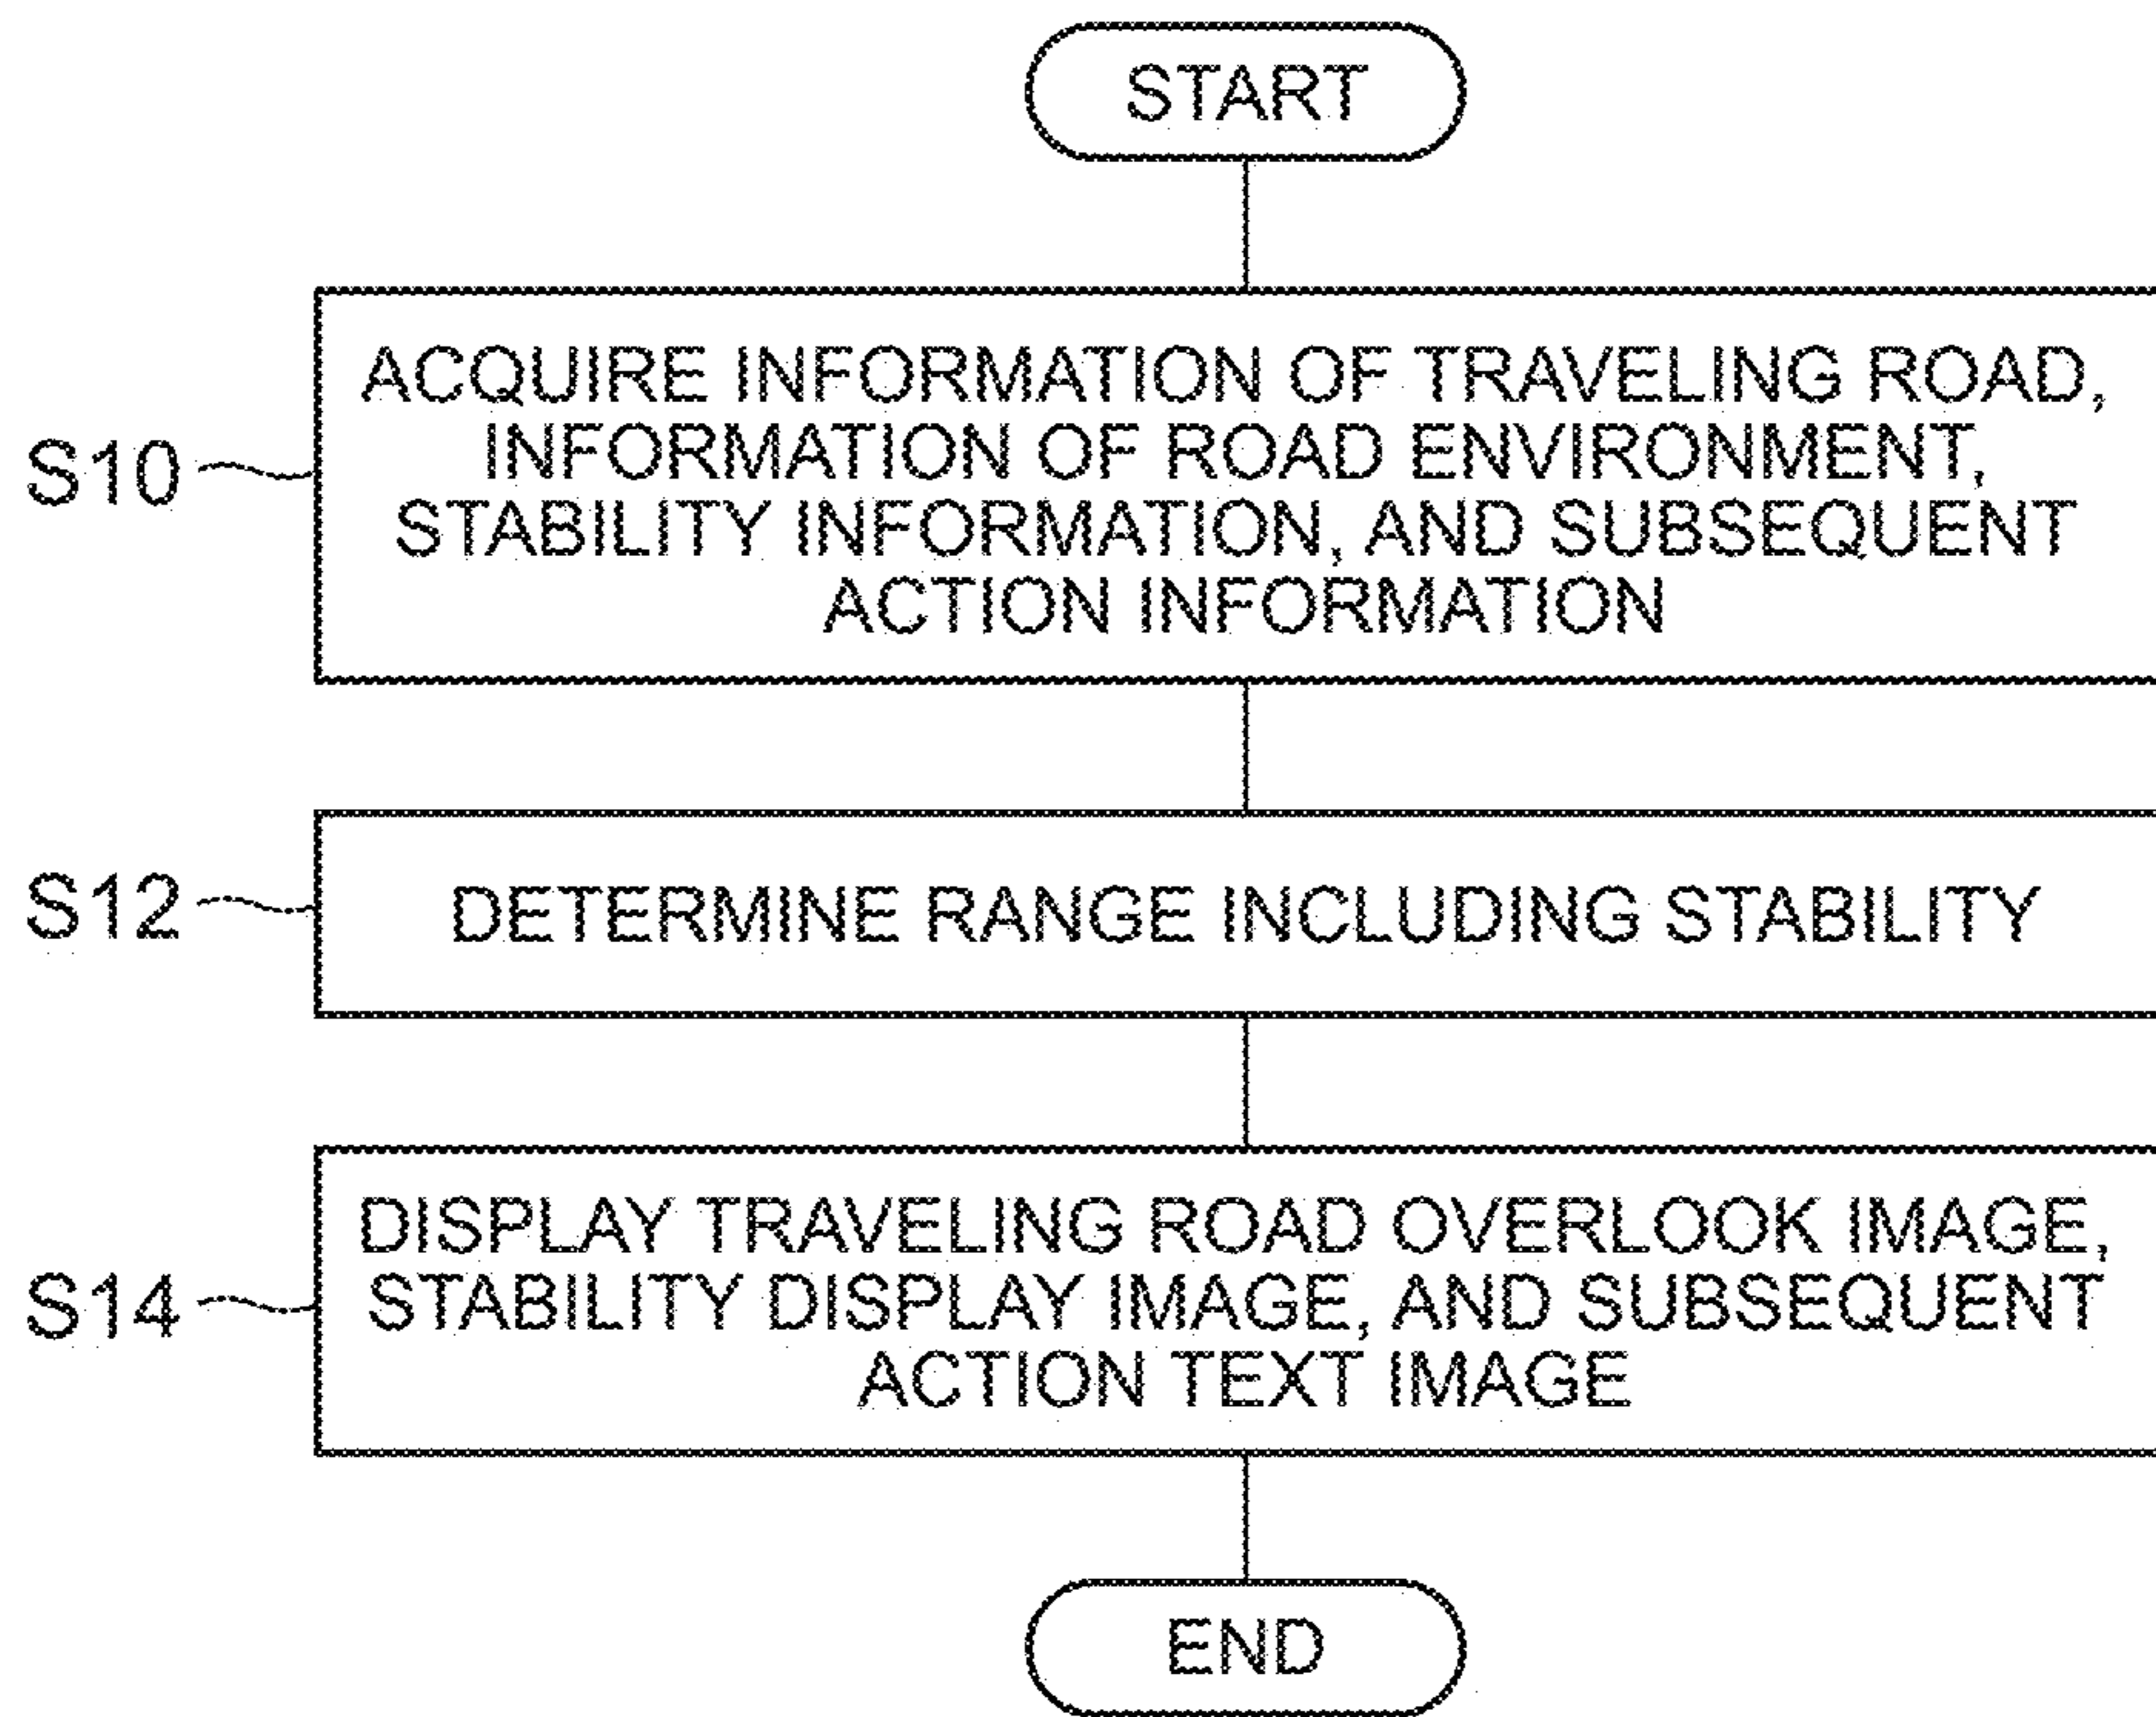 START
S10
ACQUIRE INFORMATION OF TRAVELING ROAD,
INFORMATION OF ROAD ENVIRONMENT,
STABILITY INFORMATION, AND SUBSEQUENT
ACTION INFORMATION
S12
DETERMINE RANGE INCLUDING STABILITY
S14
DISPLAY TRAVELING ROAD OVERLOOK IMAGE,
STABILITY DISPLAY IMAGE, AND SUBSEQUENT
ACTION TEXT IMAGE
END